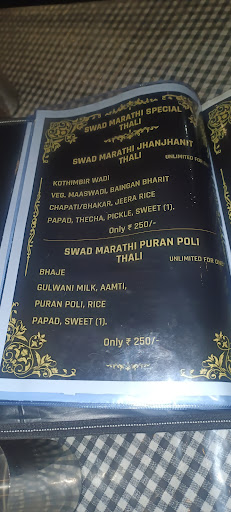 SWAD MARATHI SPECIAL
THALI
SWAD MARATHI JHANJHANIT
THALI
UNLIMITED FOR
KOTHIMBIR WADI
VEG. MAASWADI, BAINGAN BHARIT
CHAPATI/BHAKAR, JEERA RICE
PAPAD, THECHA, PICKLE, SWEET (1).
Only ₹ 250/-
SWAD MARATHI PURAN POLI
THALI
UNLIMITED FOR
BHAJE
GULWANI MILK, AAMTI,
PURAN POLI, RICE
PAPAD, SWEET (1).
Only ₹ 250/-